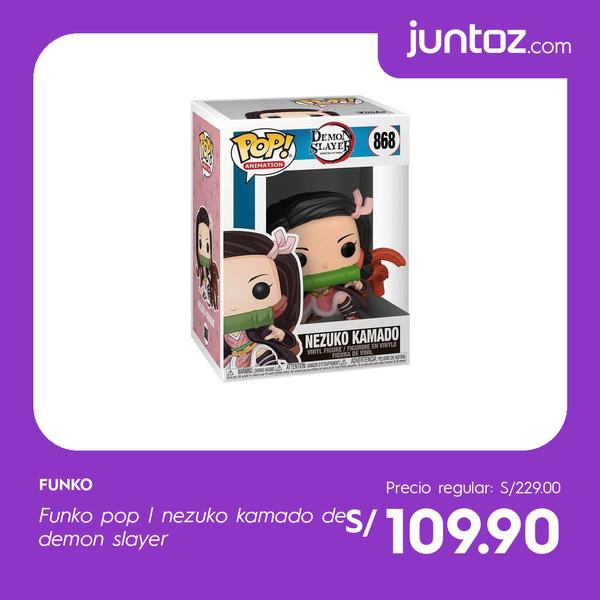 juntoz.com
POP!
ANIMATION
DEMON
SLAYER
868
NEZUKO KAMADO
VINYL FIGURE / FIGURINE EN VINYLE
FIGURA DE VINIL
FUNKO
Precio regular: S/229.00
Funko pop | nezuko kamado de
demon slayer
S/ 109.90